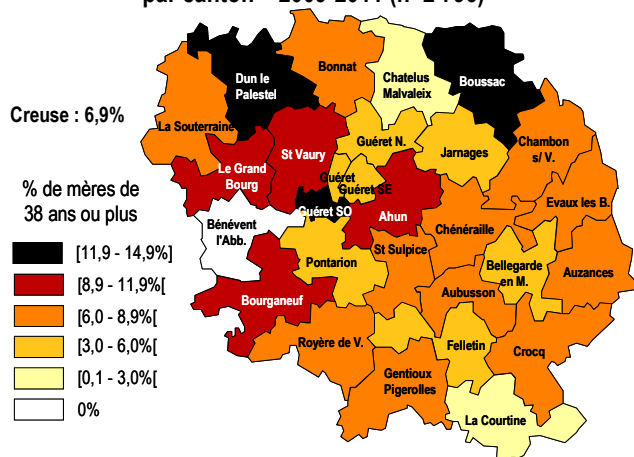 Bonnat
Chatelus
Malvaleix
Dun le
Palestel
Boussac
Creuse : 6,9%
La Souterraine
Guéret N.
Jarnages
Chambon
s/ V.
St Vaury
Le Grand
Bourg
Guéret
Guéret SE
Evaux les B.
% de mères de
38 ans ou plus
Guéret SO
Ahun
Bénévent
l'Abb.
Chénéraille
St Sulpice
[11,9 - 14,9%]
Pontarion
Bellegarde
en M.
Auzances
[8,9 - 11,9%[
Bourganeuf
Aubusson
[6,0 - 8,9%[
[3,0 - 6,0%[
Royère de V.
Felletin
Crocq
[0,1 - 3,0%[
Gentioux
Pigerolles
0%
La Courtine